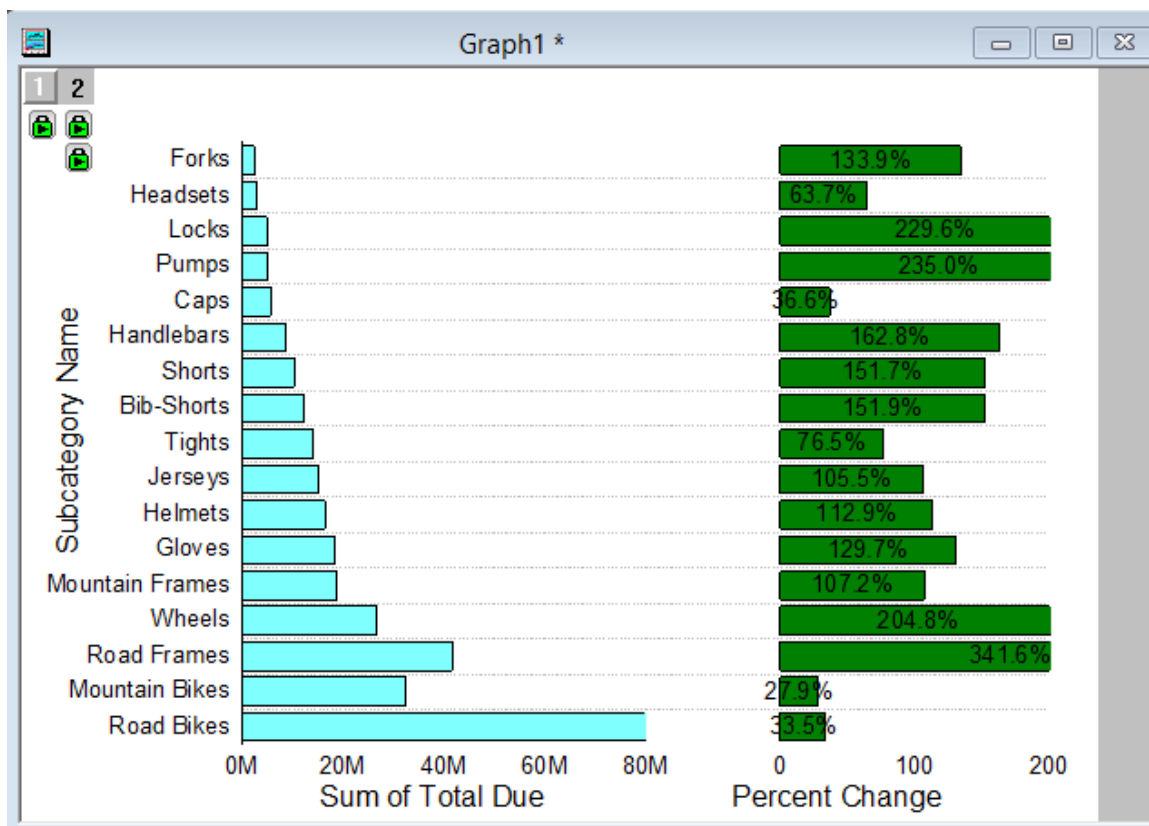 Graph1 *
1 2
Subcategory Name
Forks 133.9%
Headsets 63.7%
Locks 229.6%
Pumps 235.0%
Caps 36.6%
Handlebars 162.8%
Shorts 151.7%
Bib-Shorts 151.9%
Tights 76.5%
Jerseys 105.5%
Helmets 112.9%
Gloves 129.7%
Mountain Frames 107.2%
Wheels 204.8%
Road Frames 341.6%
Mountain Bikes 27.9%
Road Bikes 33.5%
0M 20M 40M 60M 80M 0 100 200
Sum of Total Due Percent Change